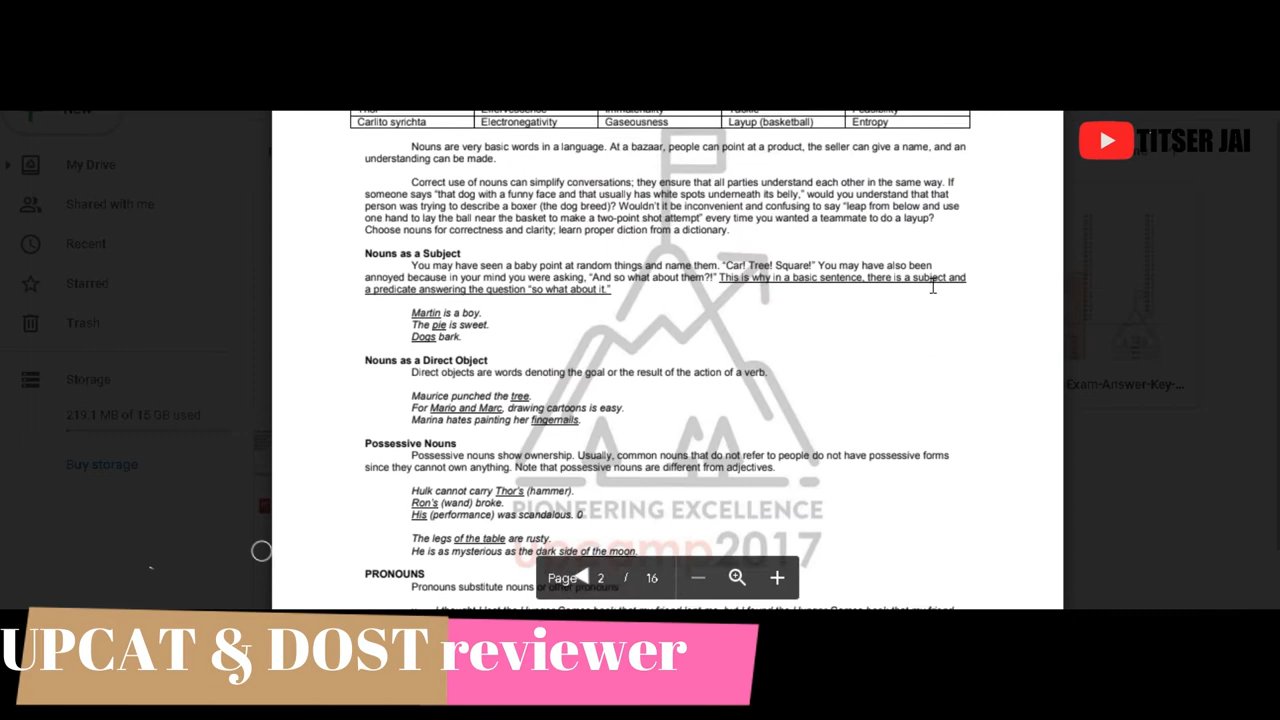 Carlito syrichta Electronegativity Gaseousness Layup (basketball) Entropy
Nouns are very basic words in a language. At a bazaar, people can point at a product, the seller can give a name, and an
understanding can be made.
Correct use of nouns can simplify conversations; they ensure that all parties understand each other in the same way. If
someone says “that dog with a funny face and that usually has white spots underneath its belly,” would you understand that that
person was trying to describe a boxer (the dog breed)? Wouldn’t it be inconvenient and confusing to say “leap from below and use
one hand to lay the ball near the basket to make a two-point shot attempt” every time you wanted a teammate to do a layup?
Choose nouns for correctness and clarity; learn proper diction from a dictionary.
Nouns as a Subject
You may have seen a baby point at random things and name them. “Car! Tree! Square!” You may have also been
annoyed because in your mind you were asking, “And so what about them?!” This is why in a basic sentence, there is a subject and
a predicate answering the question “so what about it.”
Martin is a boy.
The pie is sweet.
Dogs bark.
Nouns as a Direct Object
Direct objects are words denoting the goal or the result of the action of a verb.
Maurice punched the tree.
For Mario and Marc, drawing cartoons is easy.
Marina hates painting her fingernails.
Possessive Nouns
Possessive nouns show ownership. Usually, common nouns that do not refer to people do not have possessive forms
since they cannot own anything. Note that possessive nouns are different from adjectives.
Hulk cannot carry Thor’s (hammer).
Ron’s (wand) broke.
His (performance) was scandalous. 0
The legs of the table are rusty.
He is as mysterious as the dark side of the moon.
PRONOUNS
Pronouns substitute nouns or other pronouns
PIONEERING EXCELLENCE
upcamp2017
Page 2 / 16
My Drive
Shared with me
Recent
Starred
Trash
Storage
219.1 MB of 15 GB used
Buy storage
TITSER JAI
Exam-Answer-Key-...
UPCAT & DOST reviewer